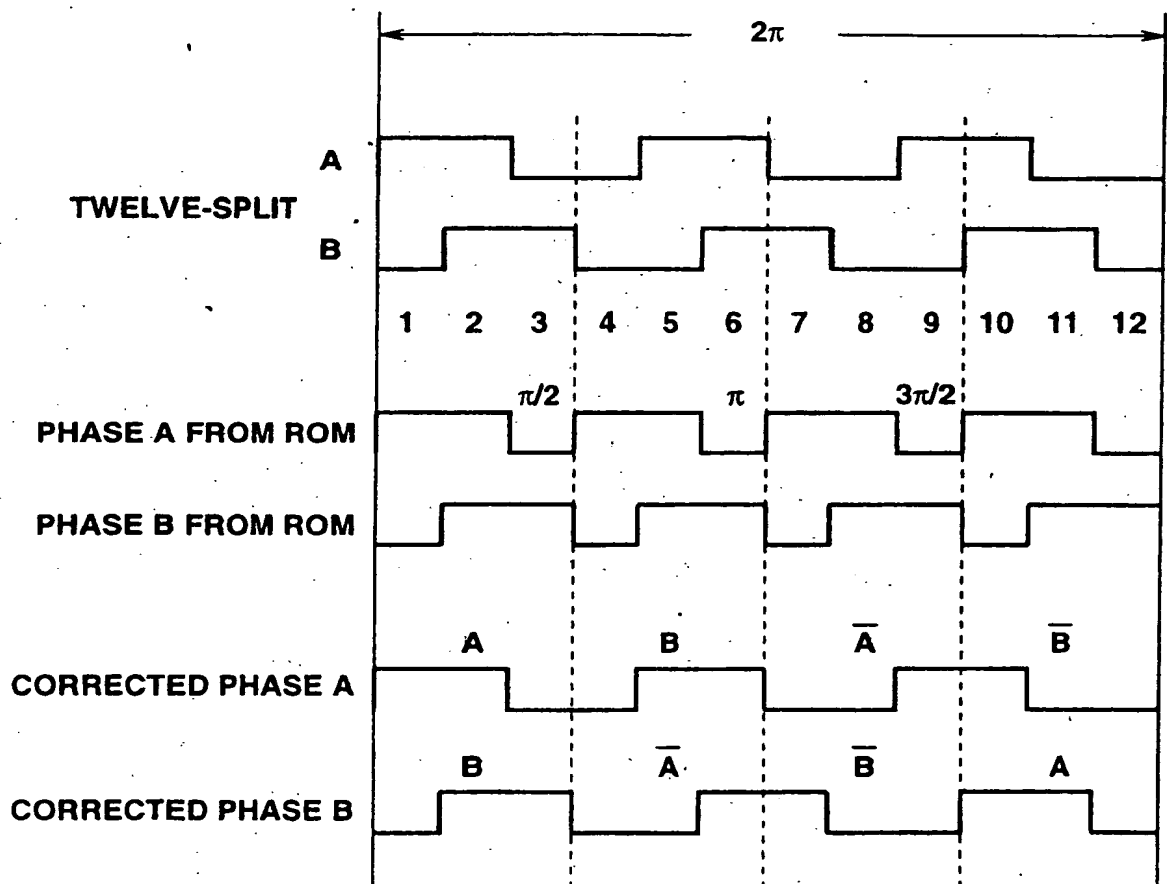 2π
A
TWELVE-SPLIT
B
1 2 3 4 5 6 7 8 9 10 11 12
π/2 π 3π/2
PHASE A FROM ROM
PHASE B FROM ROM
A B A̅ B̅
CORRECTED PHASE A
B A̅ B̅ A
CORRECTED PHASE B